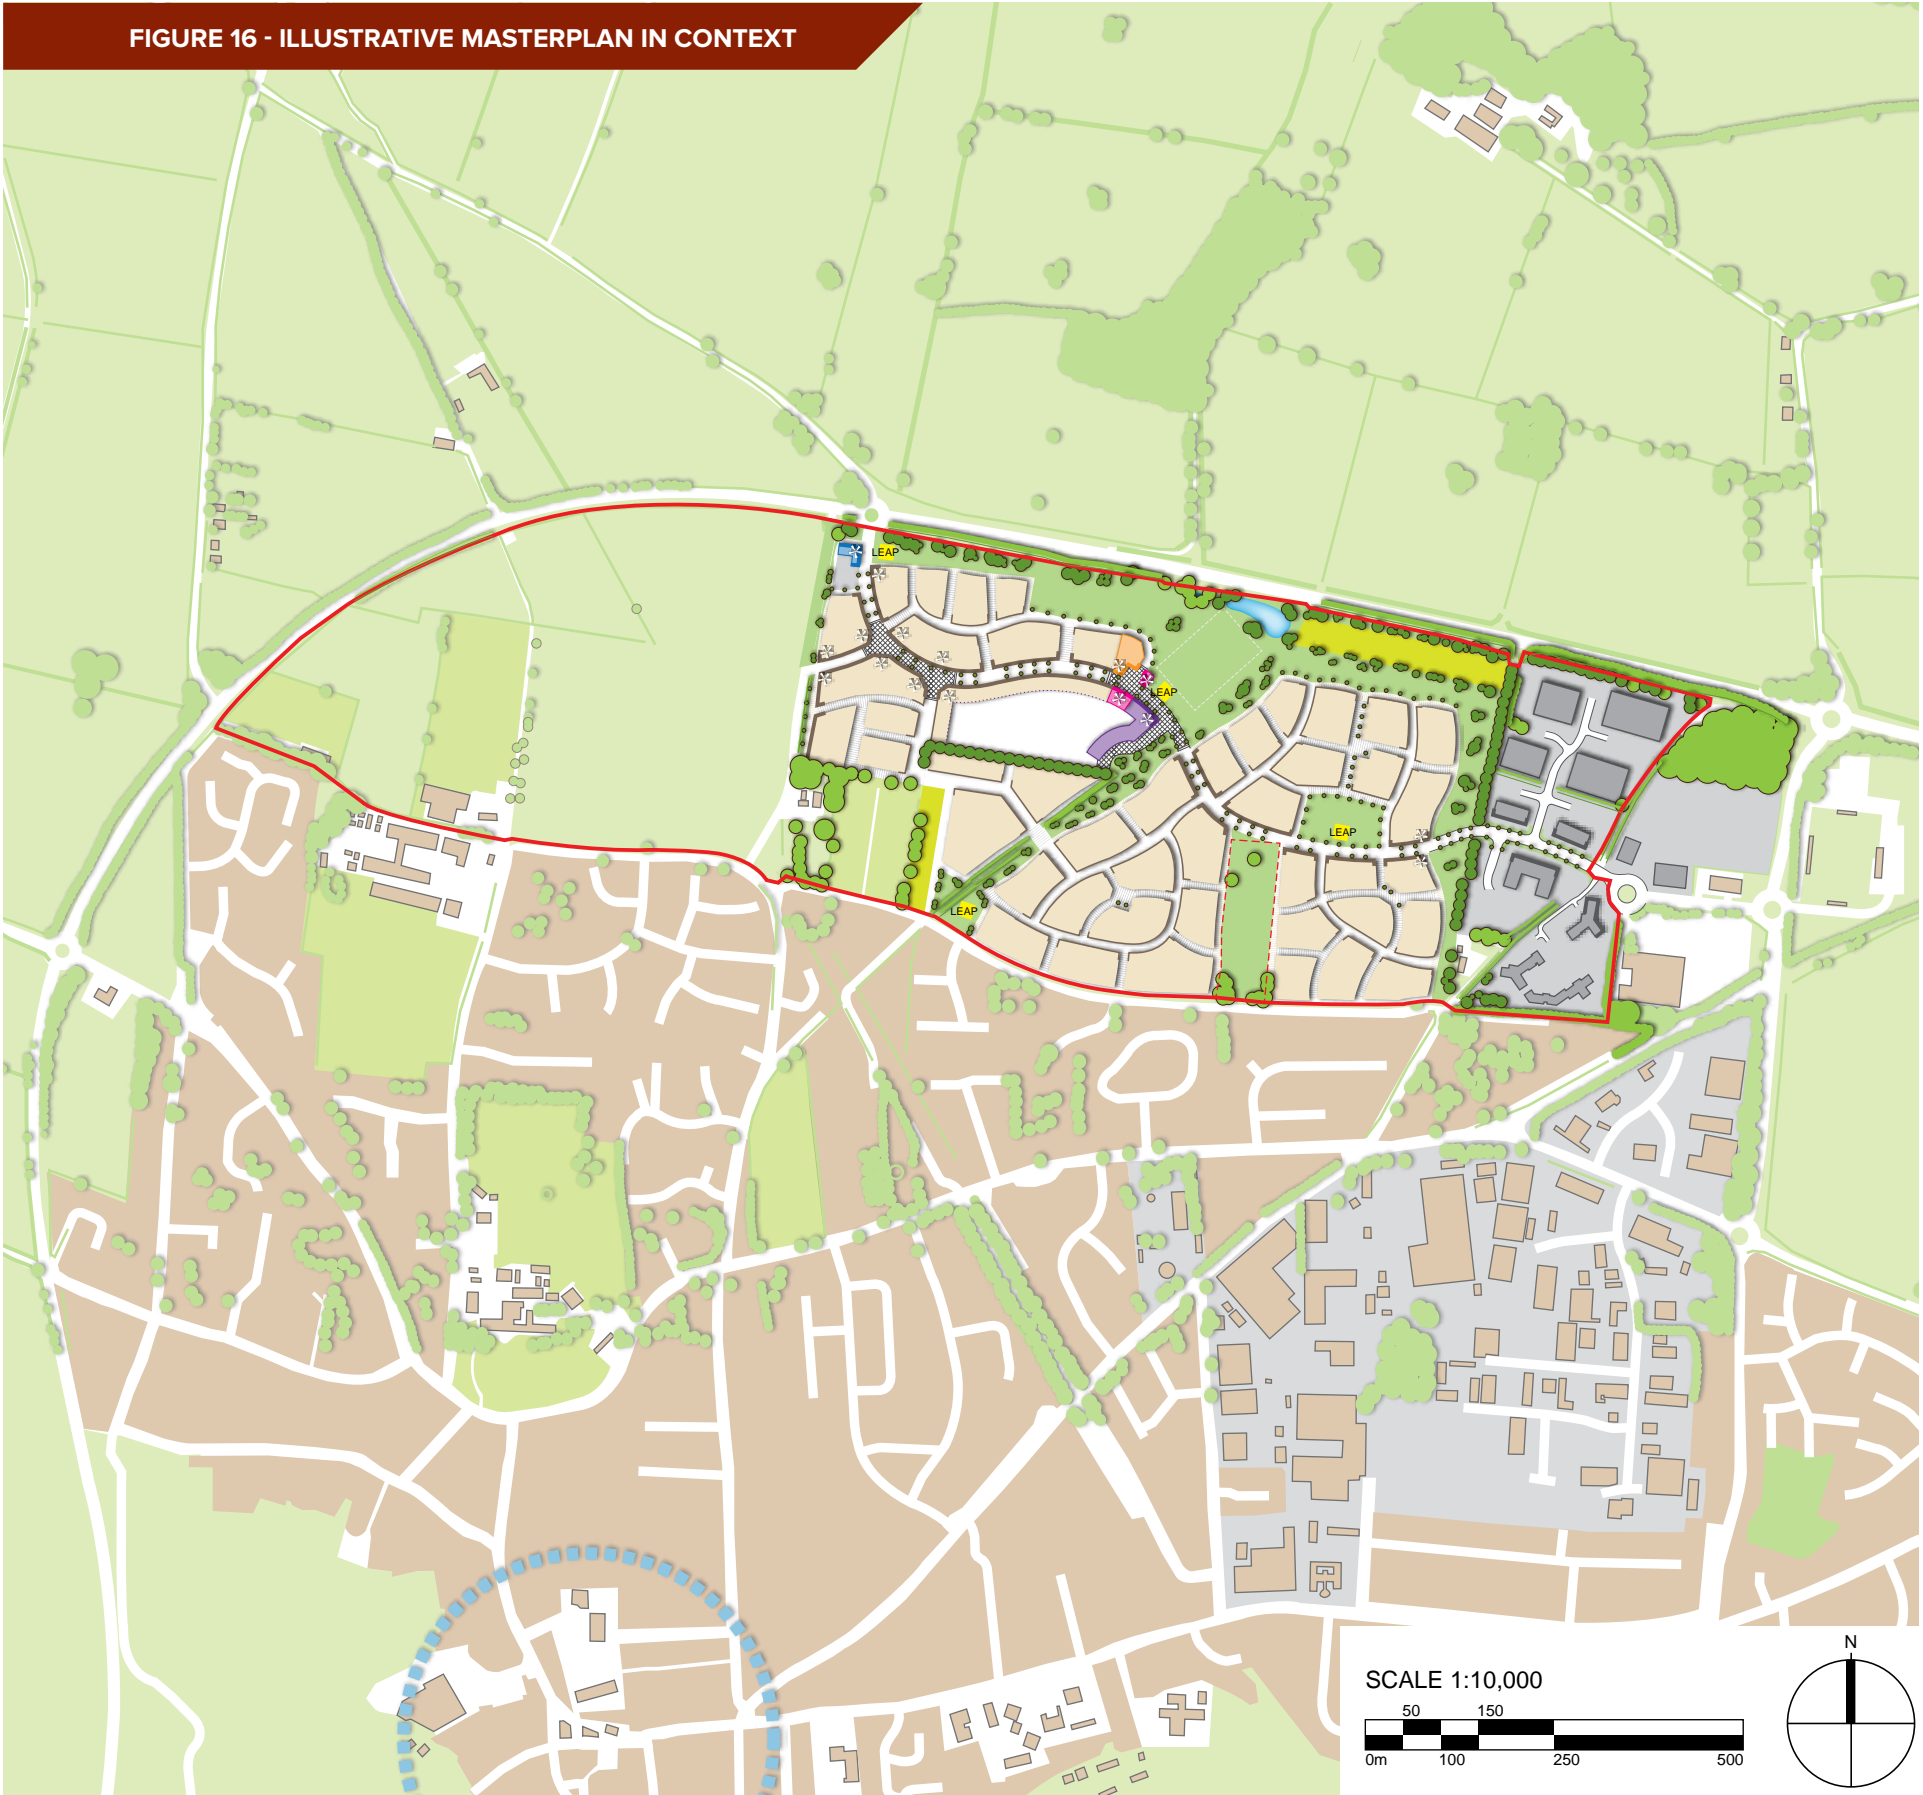 FIGURE 16 - ILLUSTRATIVE MASTERPLAN IN CONTEXT
LEAP
LEAP
LEAP
LEAP
N
SCALE 1:10,000
50 150
0m 100 250 500